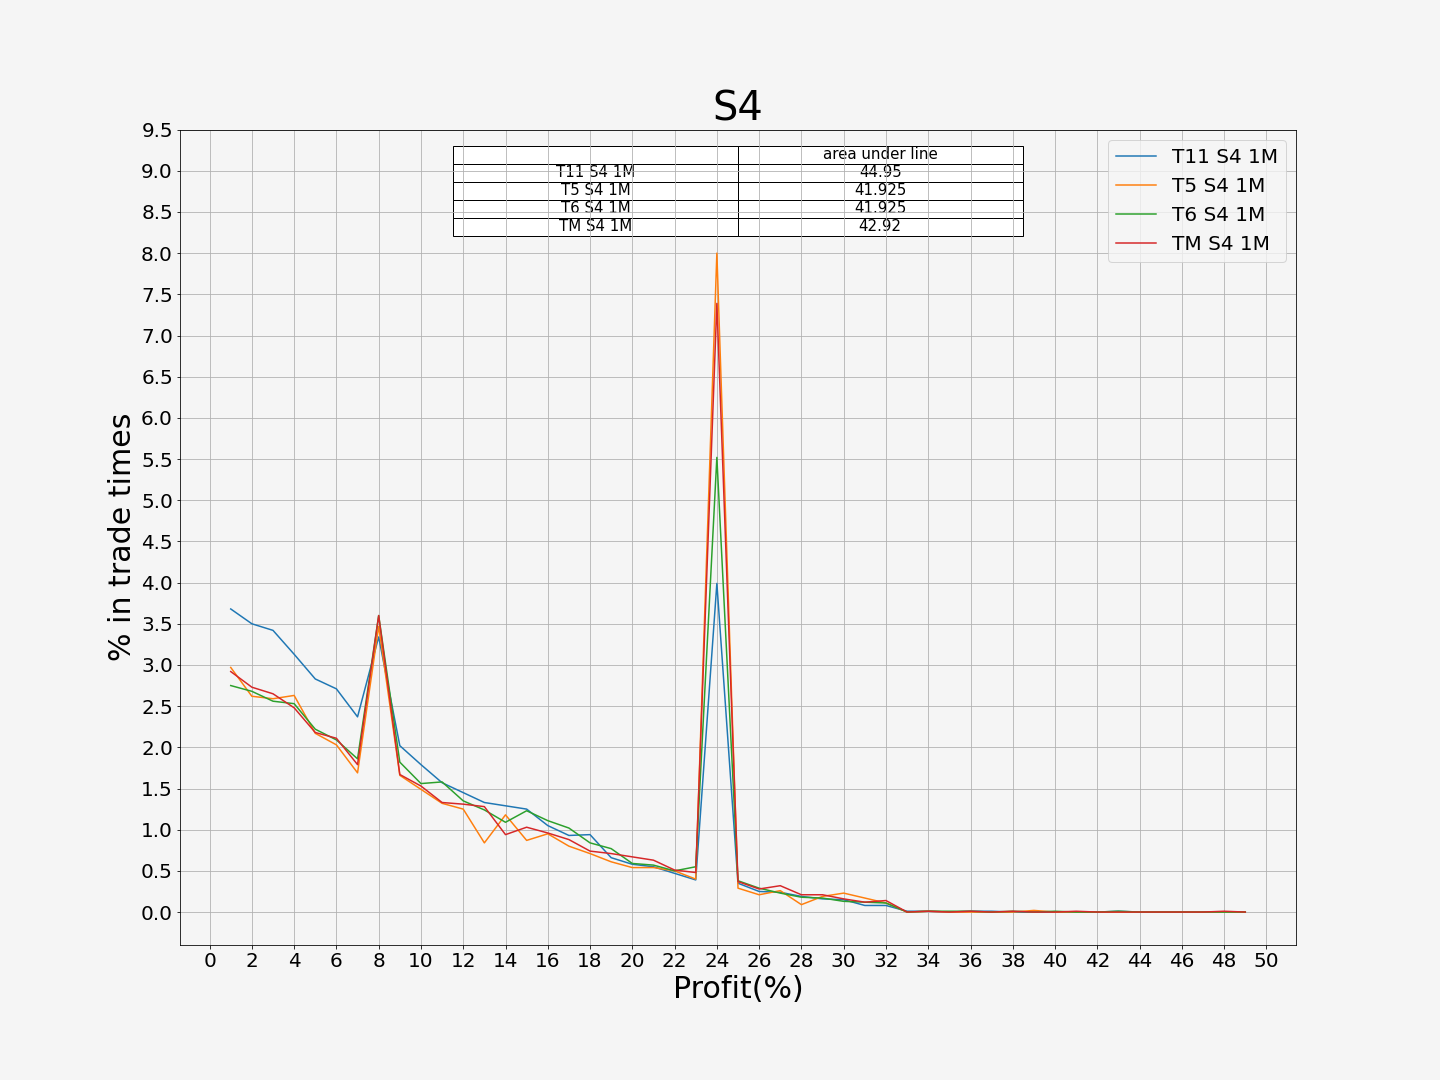 S4
area under line
T11 S4 1M 44.95
T5 S4 1M 41.925
T6 S4 1M 41.925
TM S4 1M 42.92
T11 S4 1M
T5 S4 1M
T6 S4 1M
TM S4 1M
9.5
9.0
8.5
8.0
7.5
7.0
6.5
6.0
5.5
5.0
4.5
4.0
3.5
3.0
2.5
2.0
1.5
1.0
0.5
0.0
% in trade times
0 2 4 6 8 10 12 14 16 18 20 22 24 26 28 30 32 34 36 38 40 42 44 46 48 50
Profit(%)